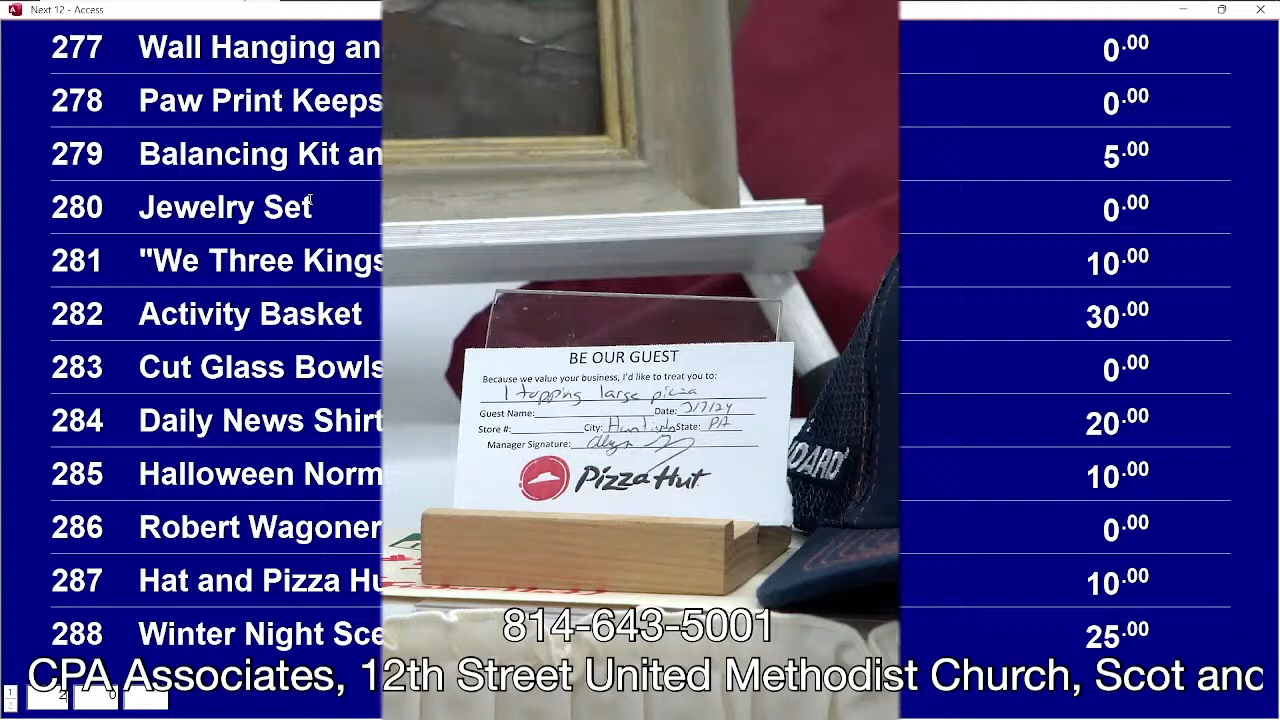 Next 12 - Access
277 Wall Hanging an 0.00
278 Paw Print Keeps 0.00
279 Balancing Kit an 5.00
280 Jewelry Set 0.00
281 "We Three Kings 10.00
282 Activity Basket 30.00
283 Cut Glass Bowls 0.00
284 Daily News Shirt 20.00
285 Halloween Norm 10.00
286 Robert Wagoner 0.00
287 Hat and Pizza Hu 10.00
288 Winter Night Sce 25.00
BE OUR GUEST
Because we value your business, I'd like to treat you to:
1 topping large pizza
Guest Name: Date: 3/7/24
Store #: City: State: PA
Manager Signature:
Pizza Hut
DARD
814-643-5001
CPA Associates, 12th Street United Methodist Church, Scot and